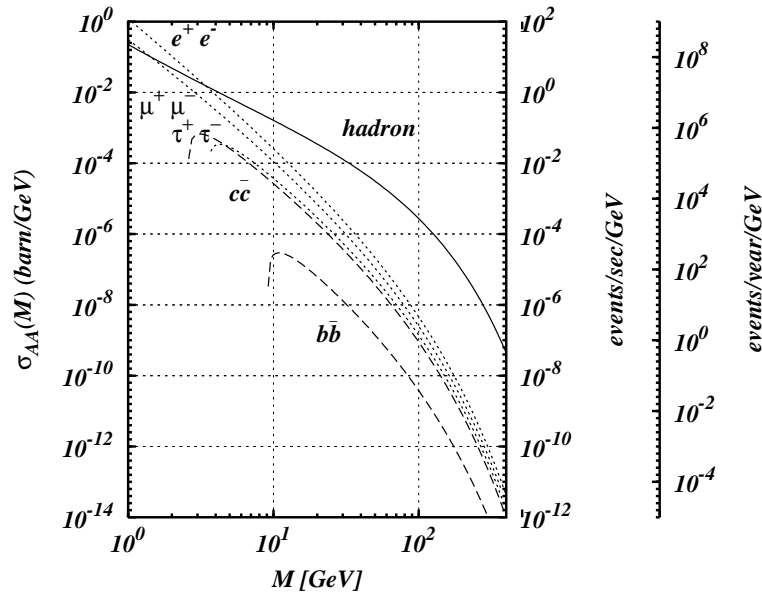 σ_AA(M) (barn/GeV)
10^0
10^-2
10^-4
10^-6
10^-8
10^-10
10^-12
10^-14
e^+ e^-
μ^+ μ^-
τ^+ τ^-
hadron
cc̄
bb̄
10^0
10^1
10^2
M [GeV]
10^2
10^0
10^-2
10^-4
10^-6
10^-8
10^-10
10^-12
events/sec/GeV
10^8
10^6
10^4
10^2
10^0
10^-2
10^-4
events/year/GeV